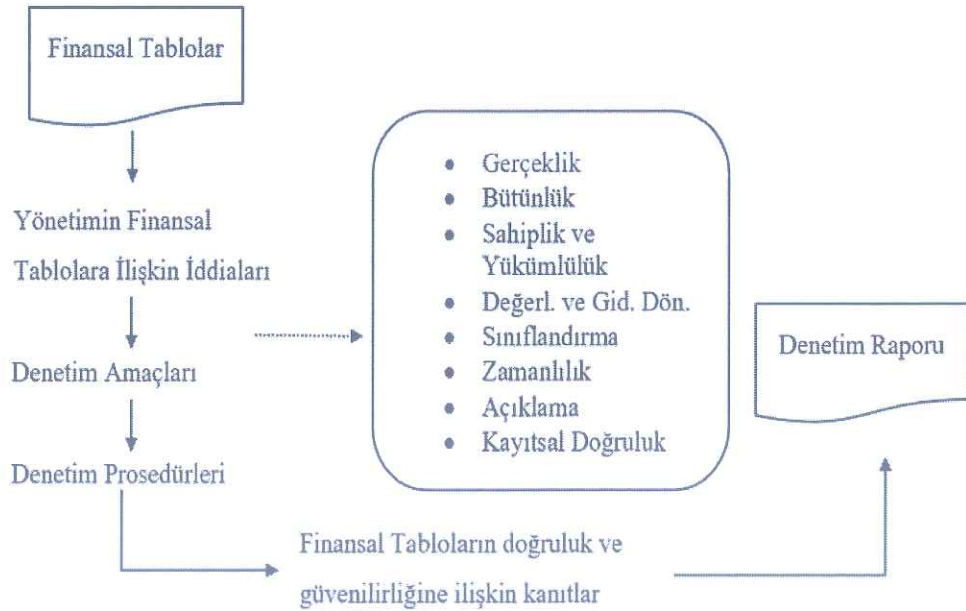 Finansal Tablolar
Yönetimin Finansal
Tablolara İlişkin İddiaları
Denetim Amaçları
Denetim Prosedürleri
• Gerçeklik
• Bütünlük
• Sahiplik ve
Yükümlülük
• Değerl. ve Gid. Dön.
• Sınıflandırma
• Zamanlılık
• Açıklama
• Kayıtsal Doğruluk
Denetim Raporu
Finansal Tabloların doğruluk ve
güvenilirliğine ilişkin kanıtlar